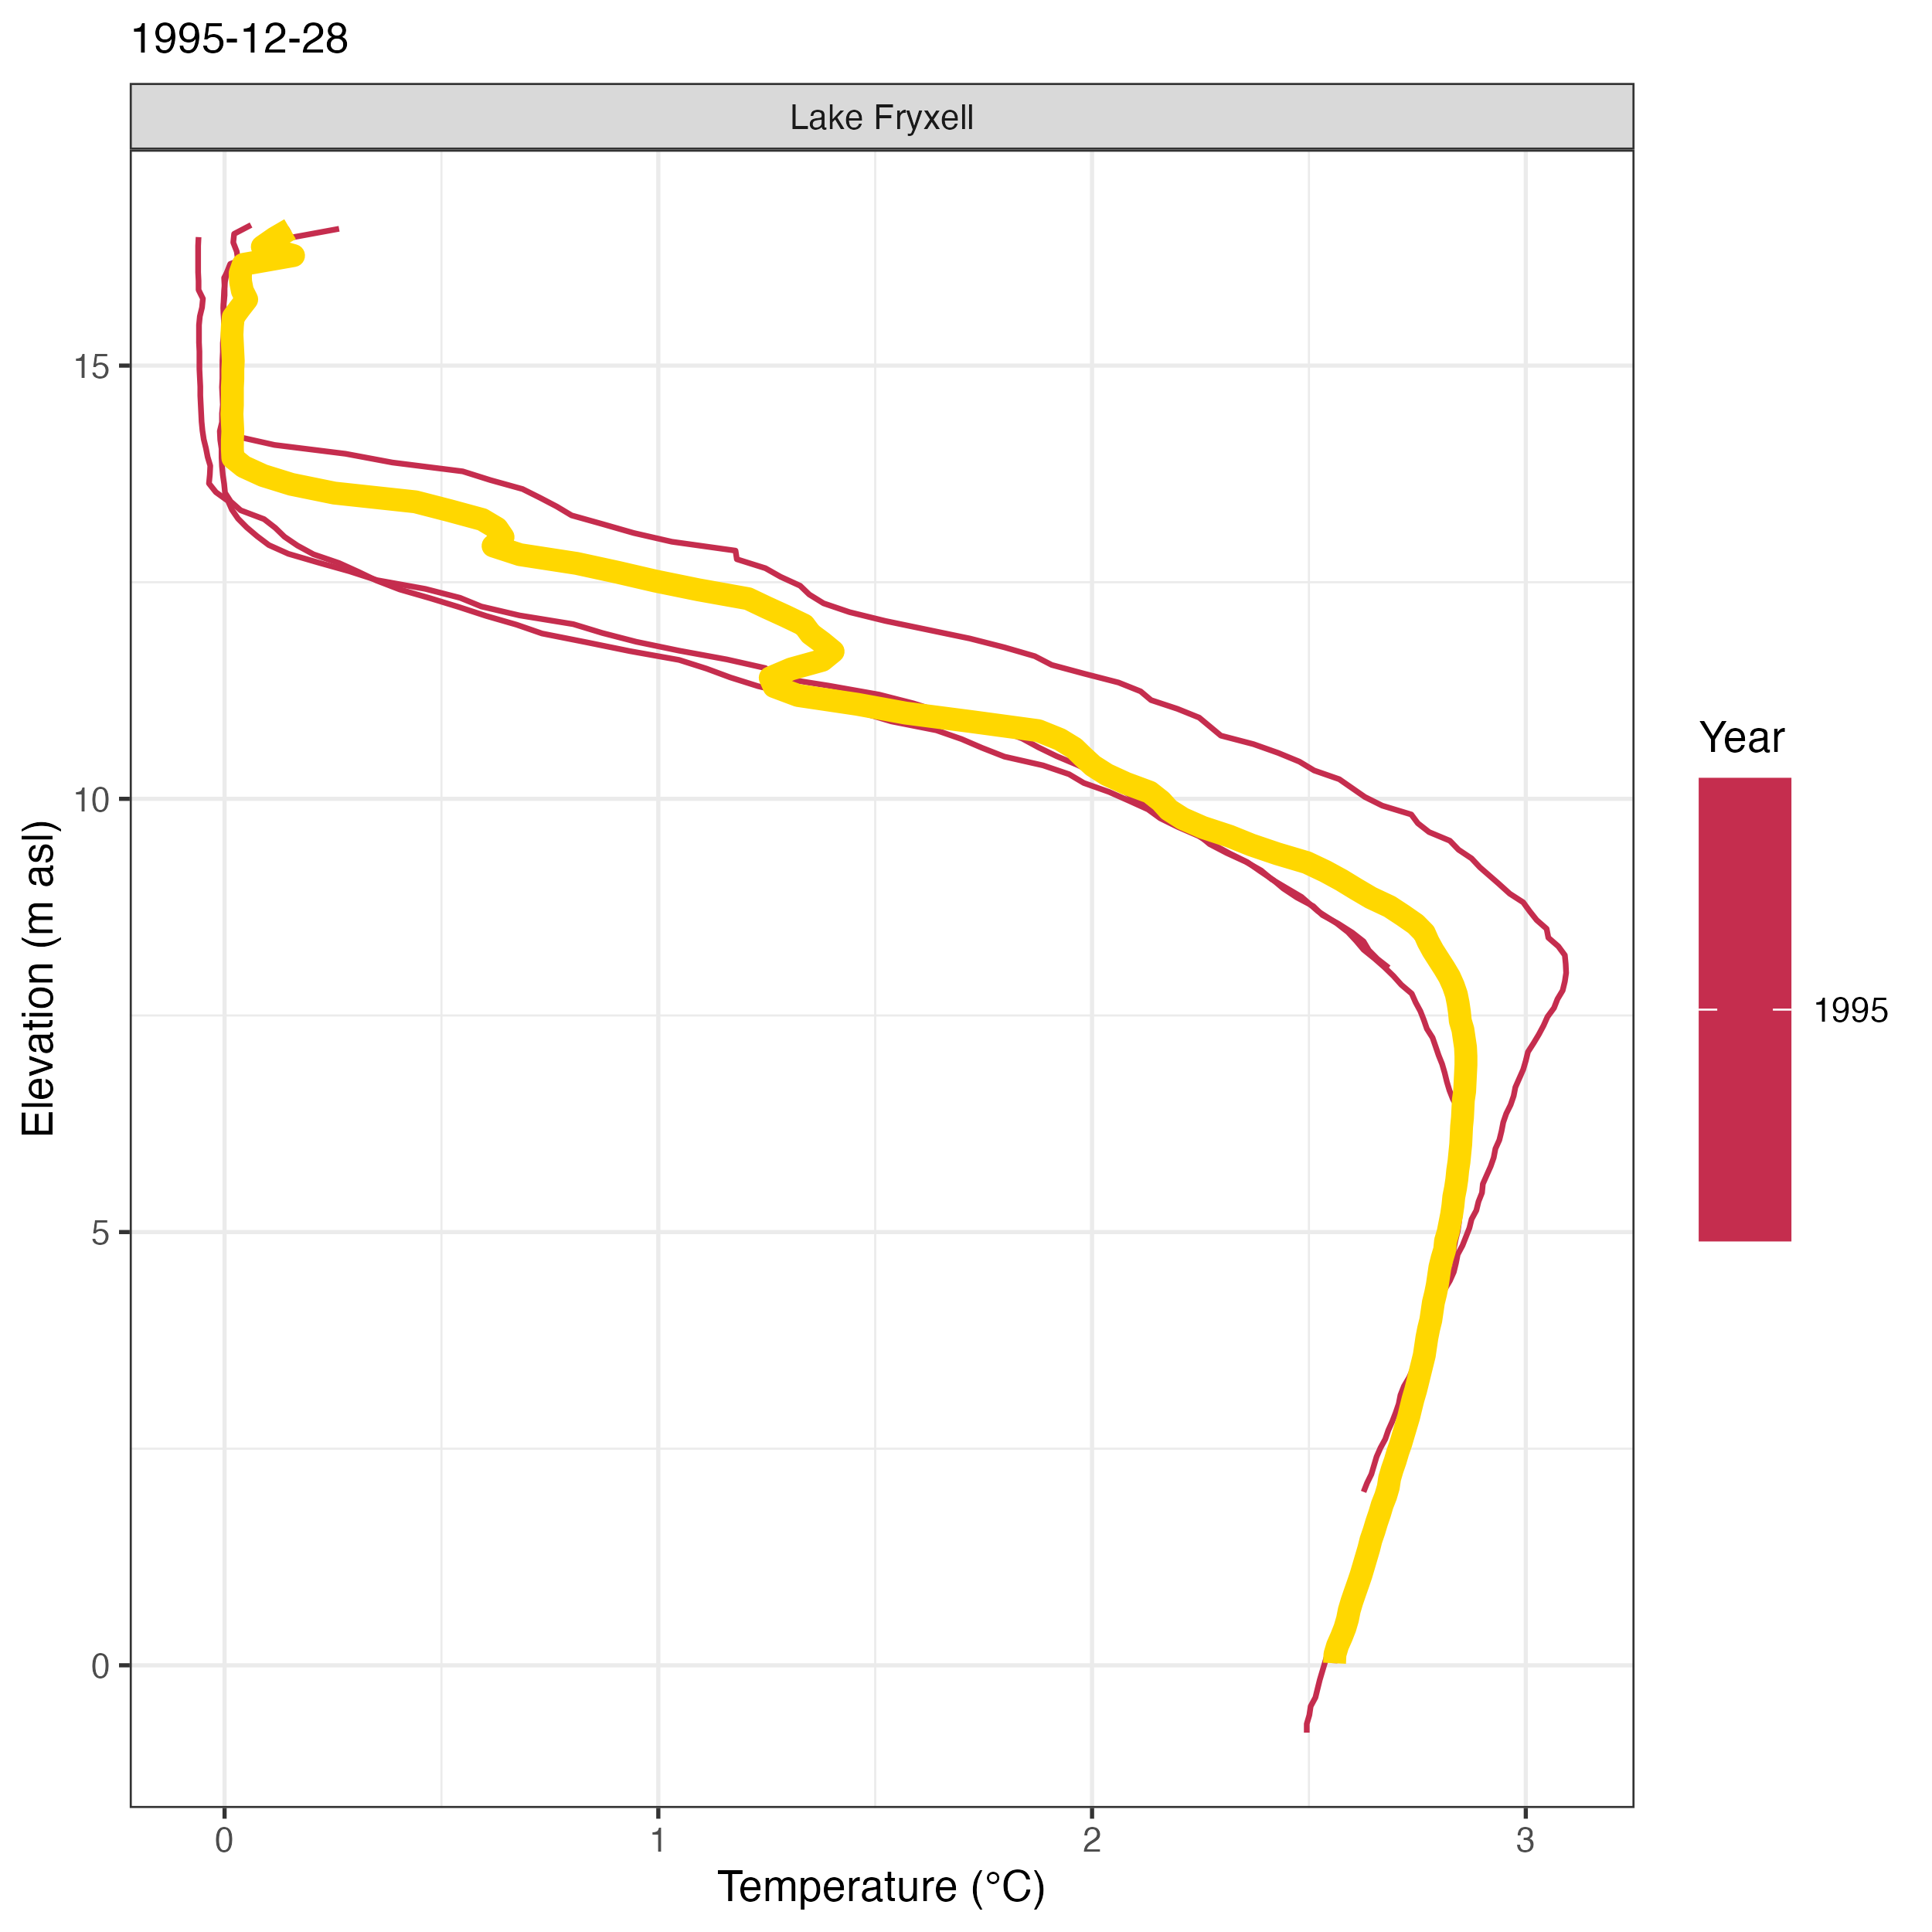 1995-12-28
Lake Fryxell
15
10
5
0
Elevation (m asl)
0 1 2 3
Temperature (°C)
Year
1995